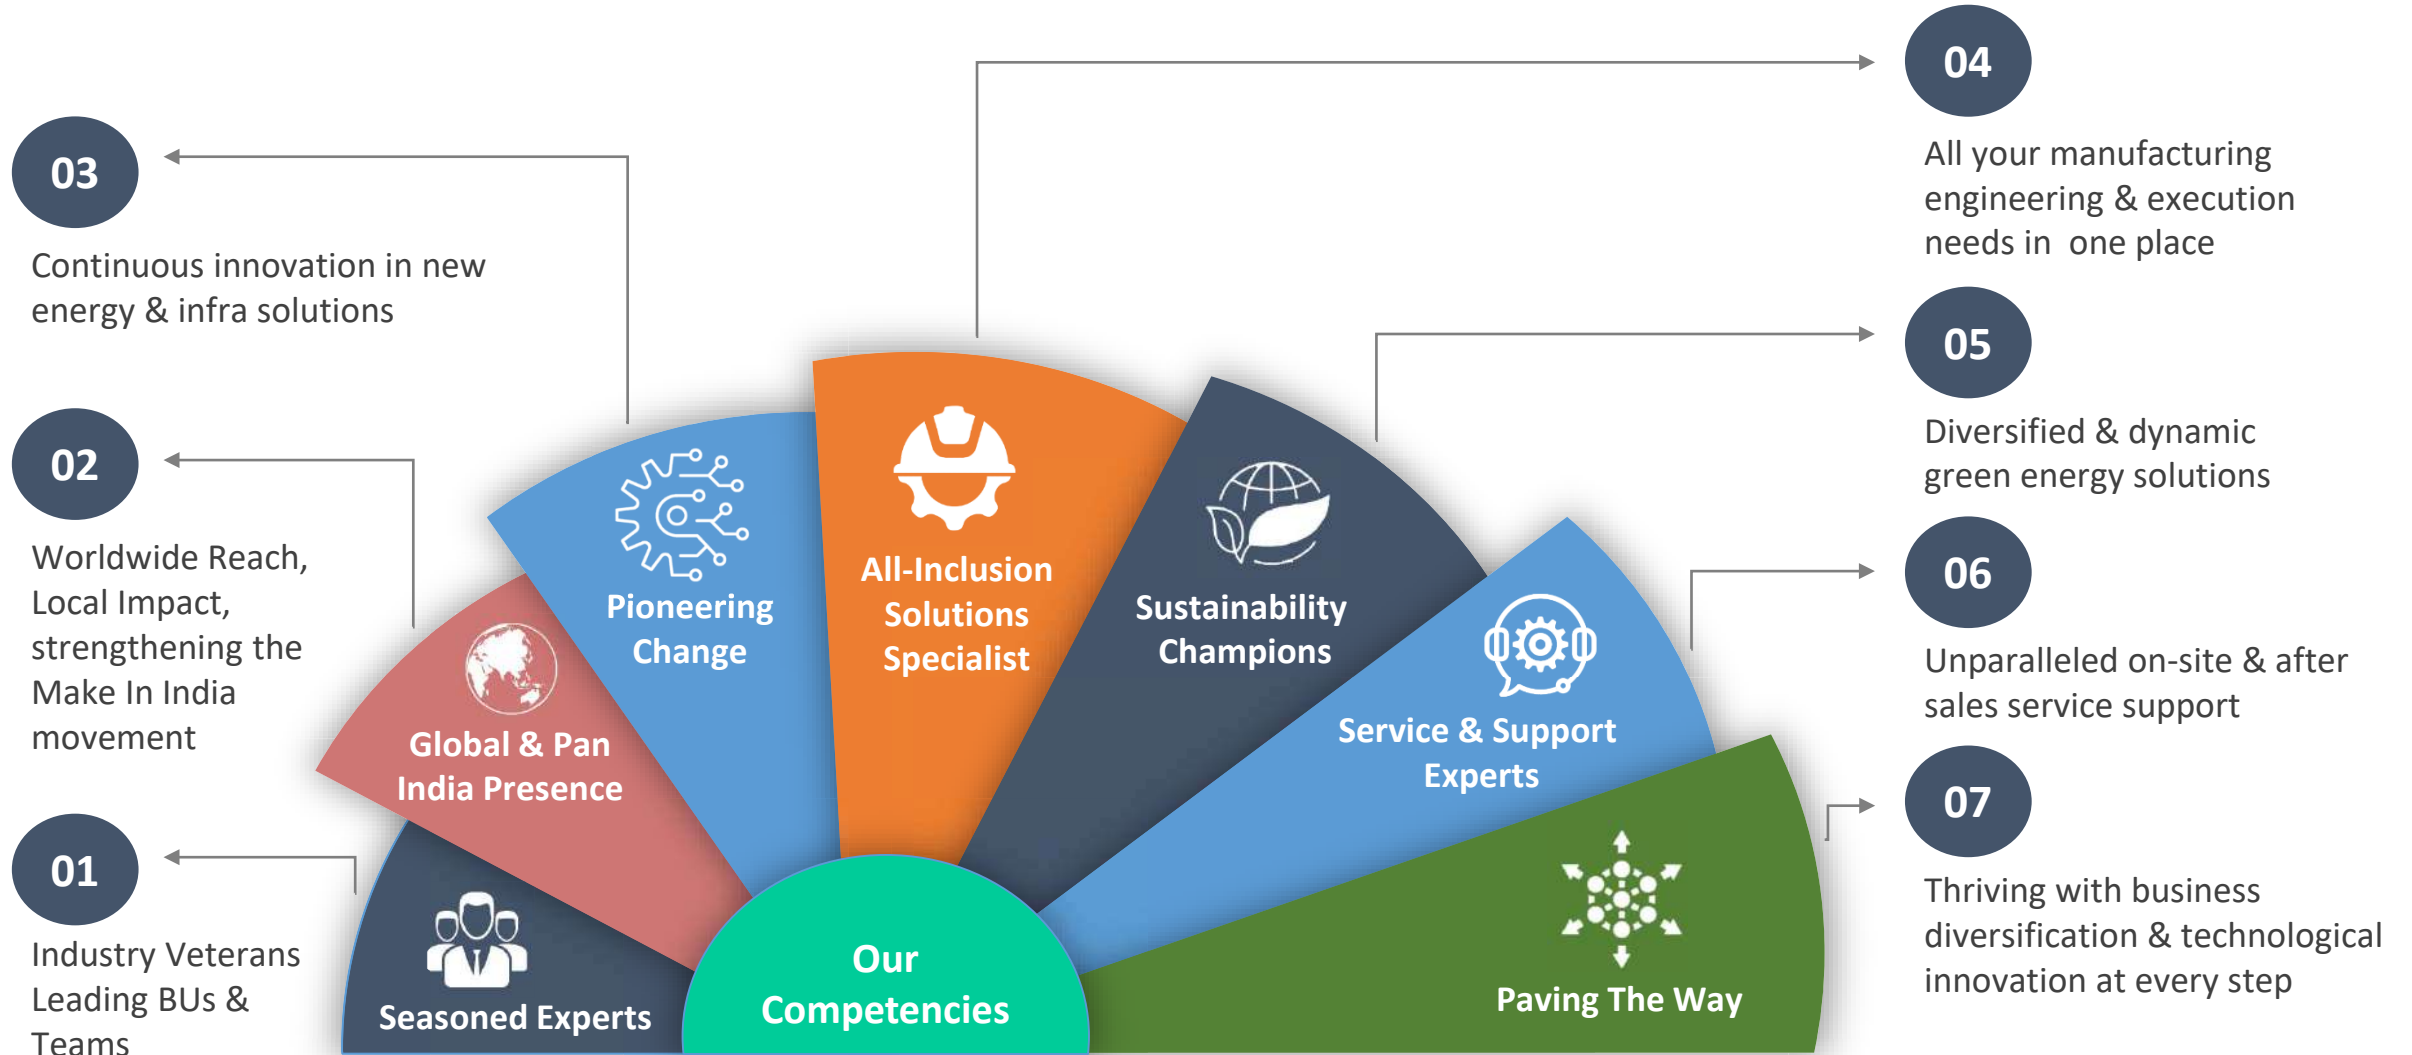 01
Industry Veterans
Leading BUs &
Teams
02
Worldwide Reach,
Local Impact,
strengthening the
Make In India
movement
03
Continuous innovation in new
energy & infra solutions
04
All your manufacturing
engineering & execution
needs in  one place
05
Diversified & dynamic
green energy solutions
06
Unparalleled on-site & after
sales service support
07
Thriving with business
diversification & technological
innovation at every step
Seasoned Experts
Global & Pan
India Presence
Pioneering
Change
All-Inclusion
Solutions
Specialist
Sustainability
Champions
Service & Support
Experts
Paving The Way
Our
Competencies